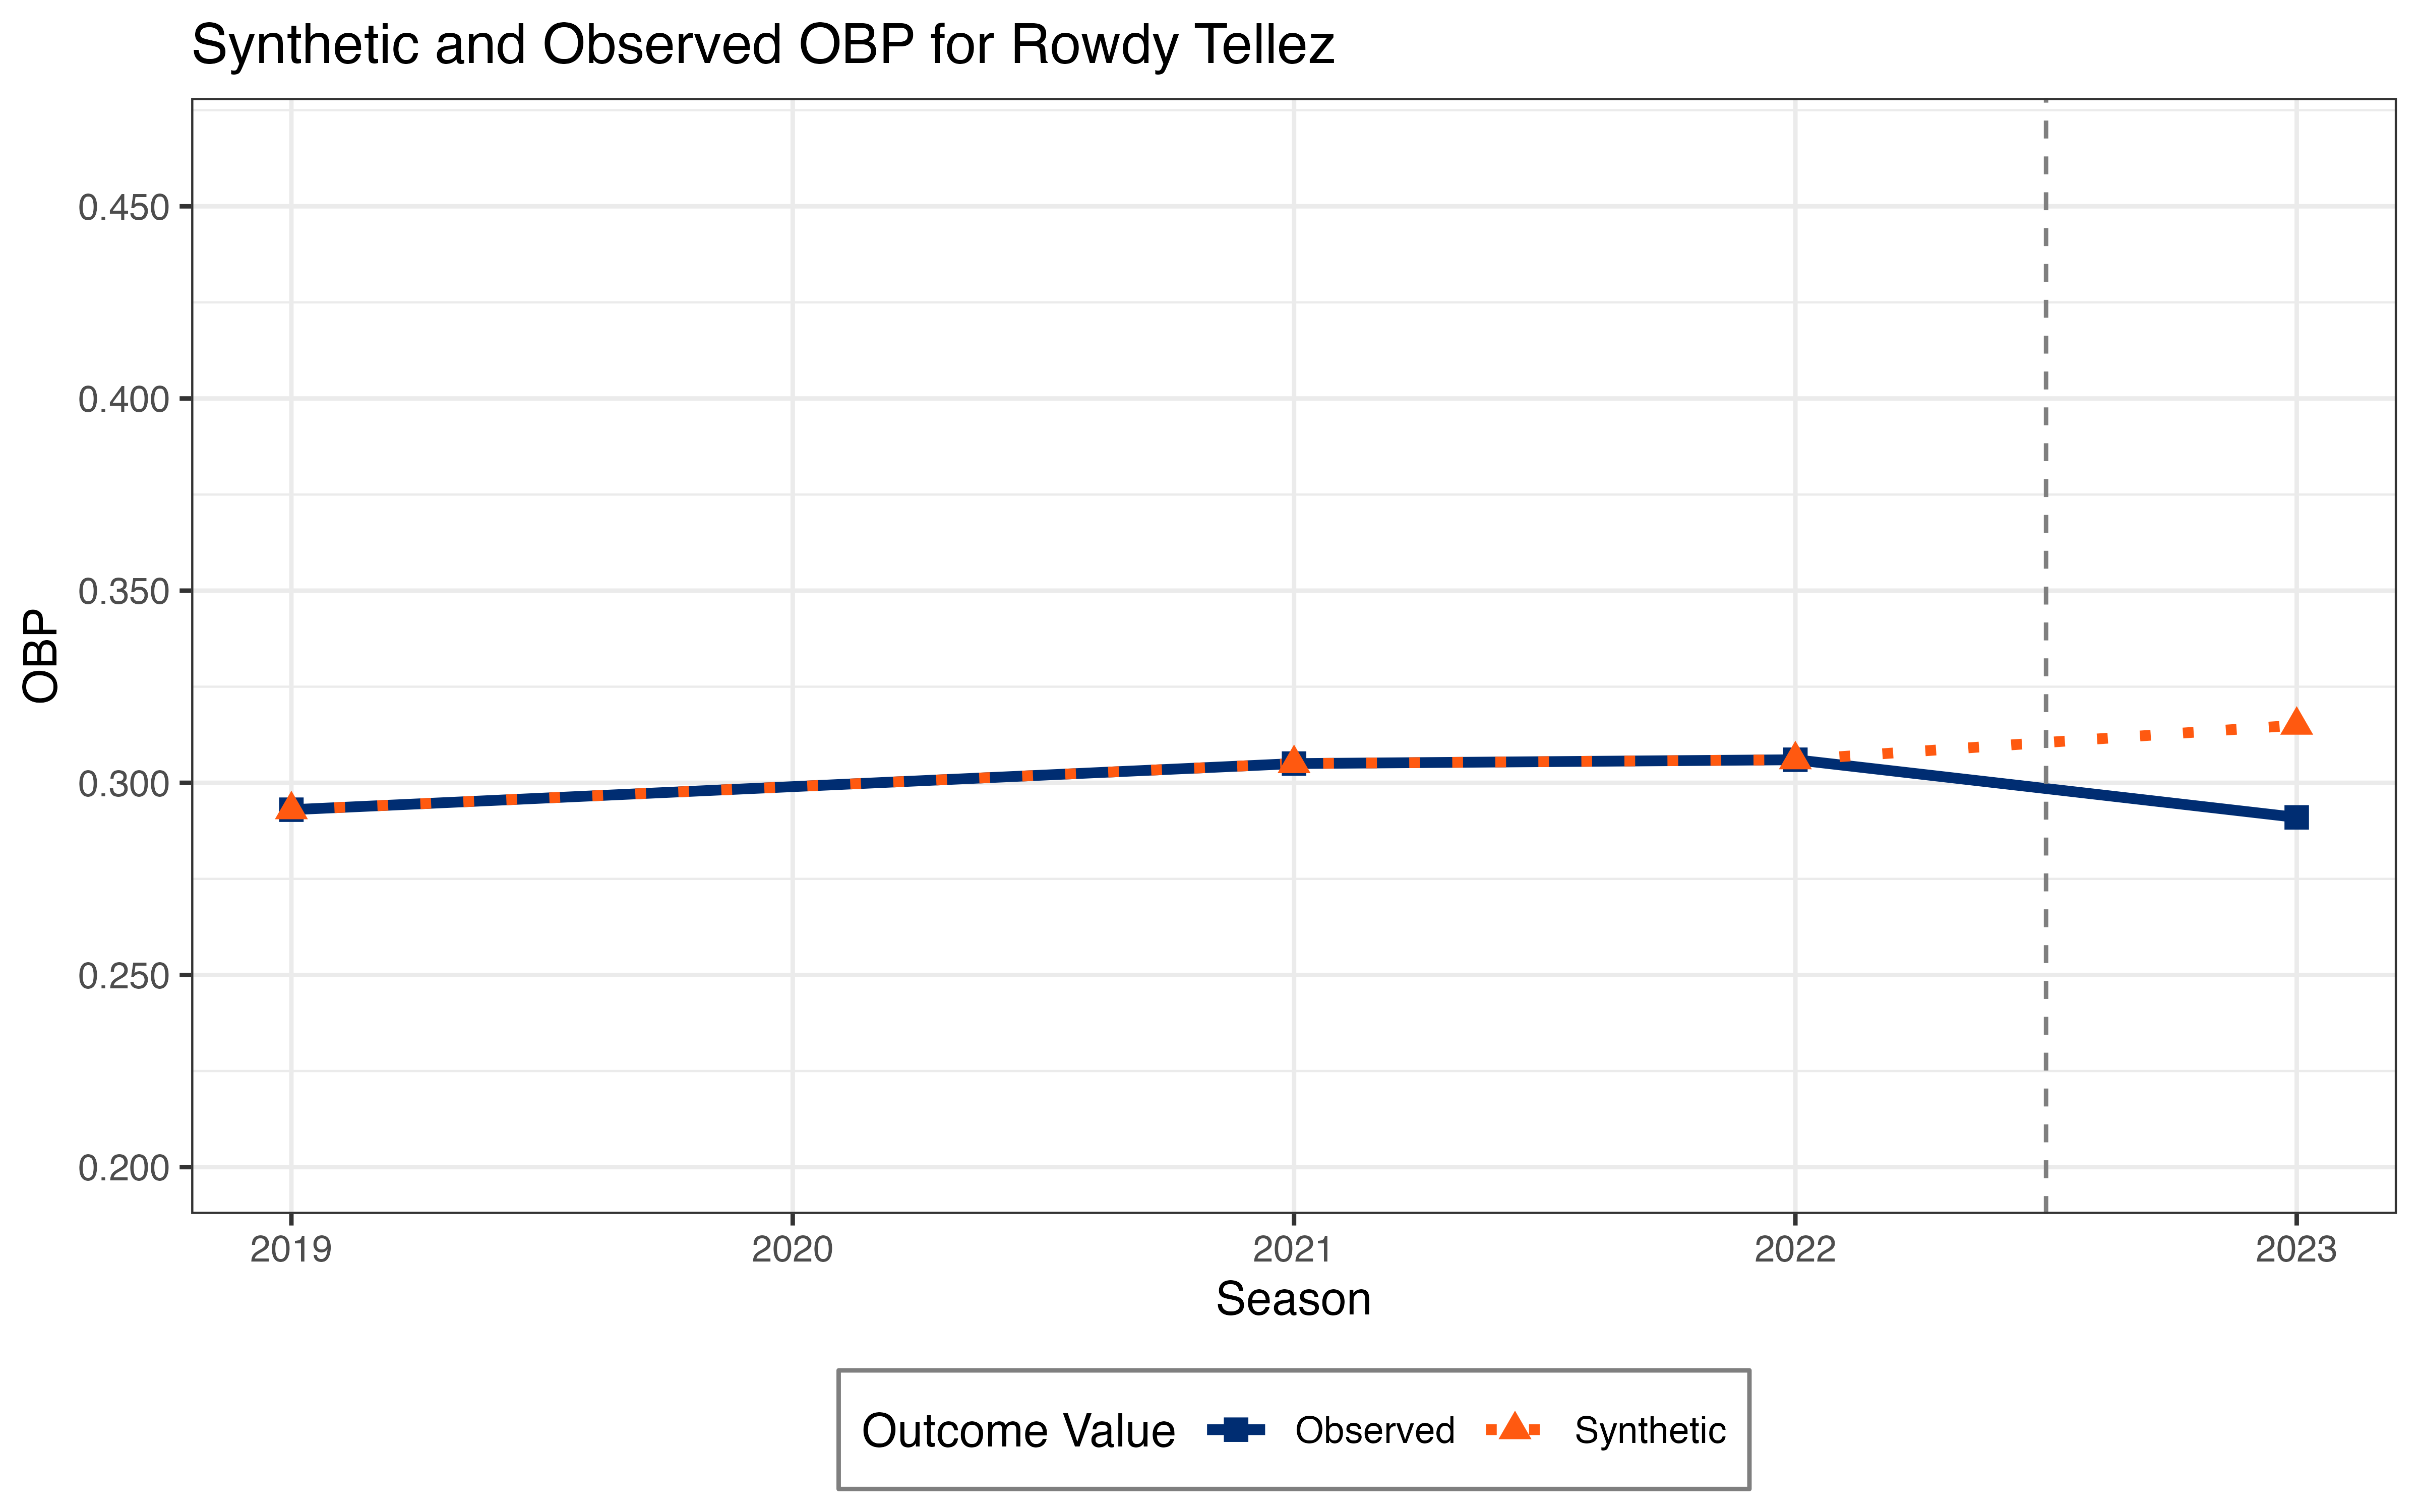 Synthetic and Observed OBP for Rowdy Tellez
OBP
0.450
0.400
0.350
0.300
0.250
0.200
2019 2020 2021 2022 2023
Season
Outcome Value Observed Synthetic